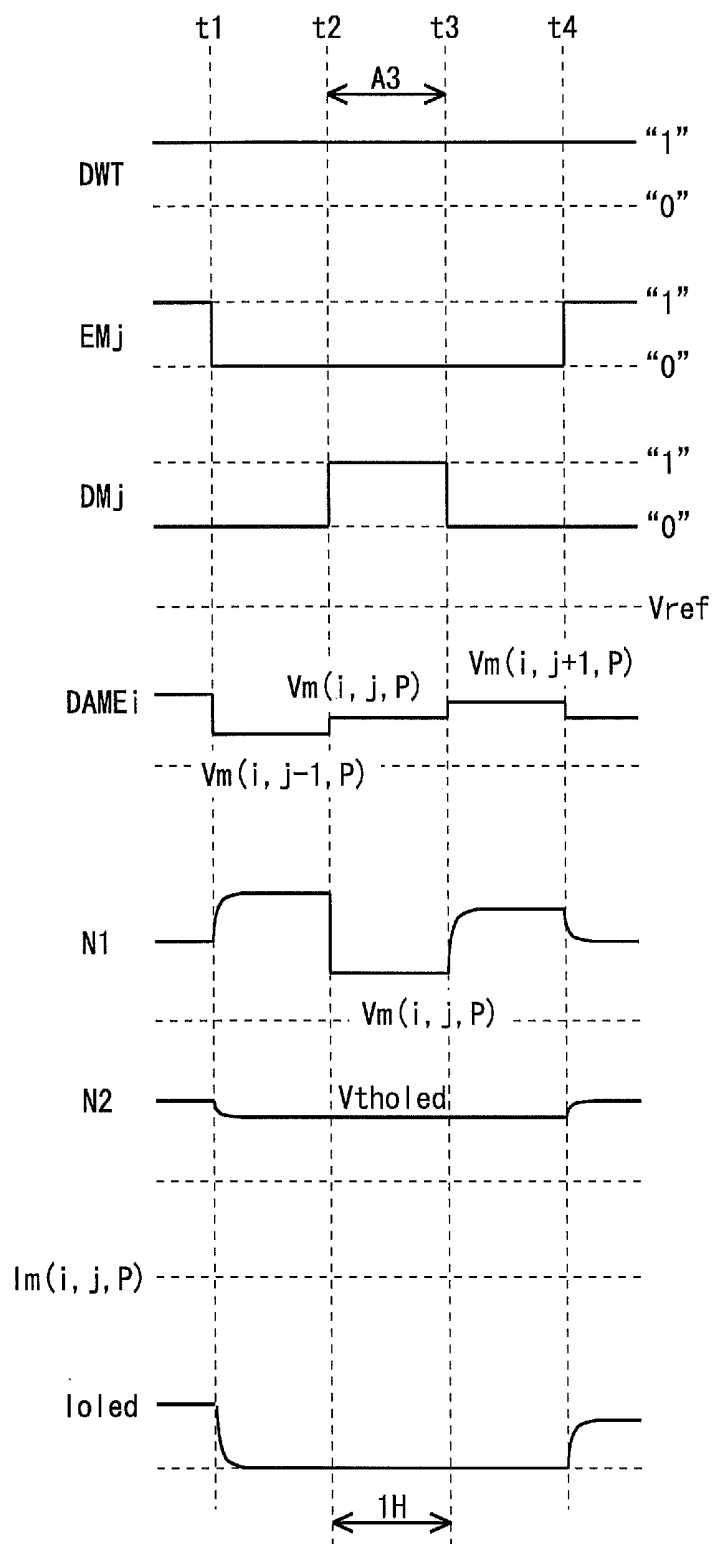 t1 t2 t3 t4
A3
“1”
DWT
“0”
“1”
EMj
“0”
“1”
DMj
“0”
Vref
Vm(i, j+1, P)
Vm(i, j, P)
DAMEi
Vm(i, j-1, P)
N1
Vm(i, j, P)
N2 Vtholed
Im(i, j, P)
Ioled
1H